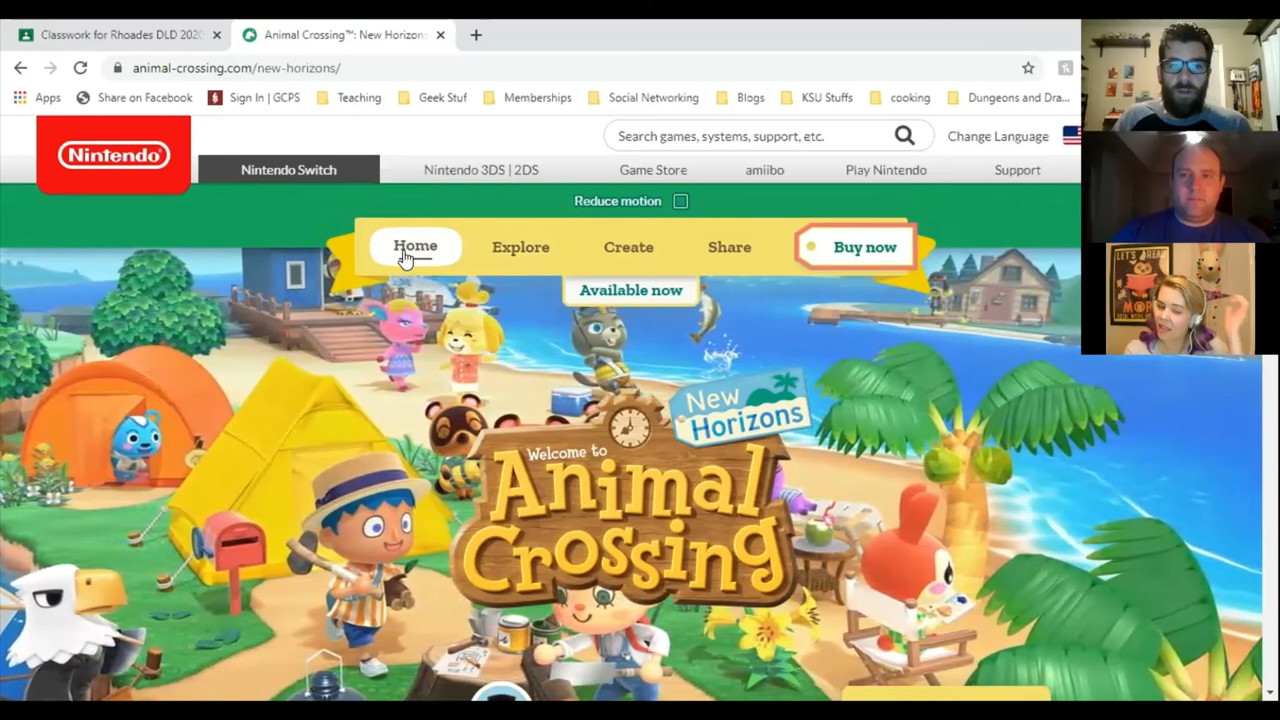 Classwork for Rhoades DLD 202
Animal Crossing™: New Horizons
animal-crossing.com/new-horizons/
Apps Share on Facebook Sign In | GCPS Teaching Geek Stuf Memberships Social Networking Blogs KSU Stuffs cooking Dungeons and Dra...
Nintendo
Search games, systems, support, etc.
Change Language
Nintendo Switch Nintendo 3DS | 2DS Game Store amiibo Play Nintendo Support
Reduce motion
Home Explore Create Share Buy now
Available now
New
Horizons
Welcome to
Animal
Crossing
LET'S READ